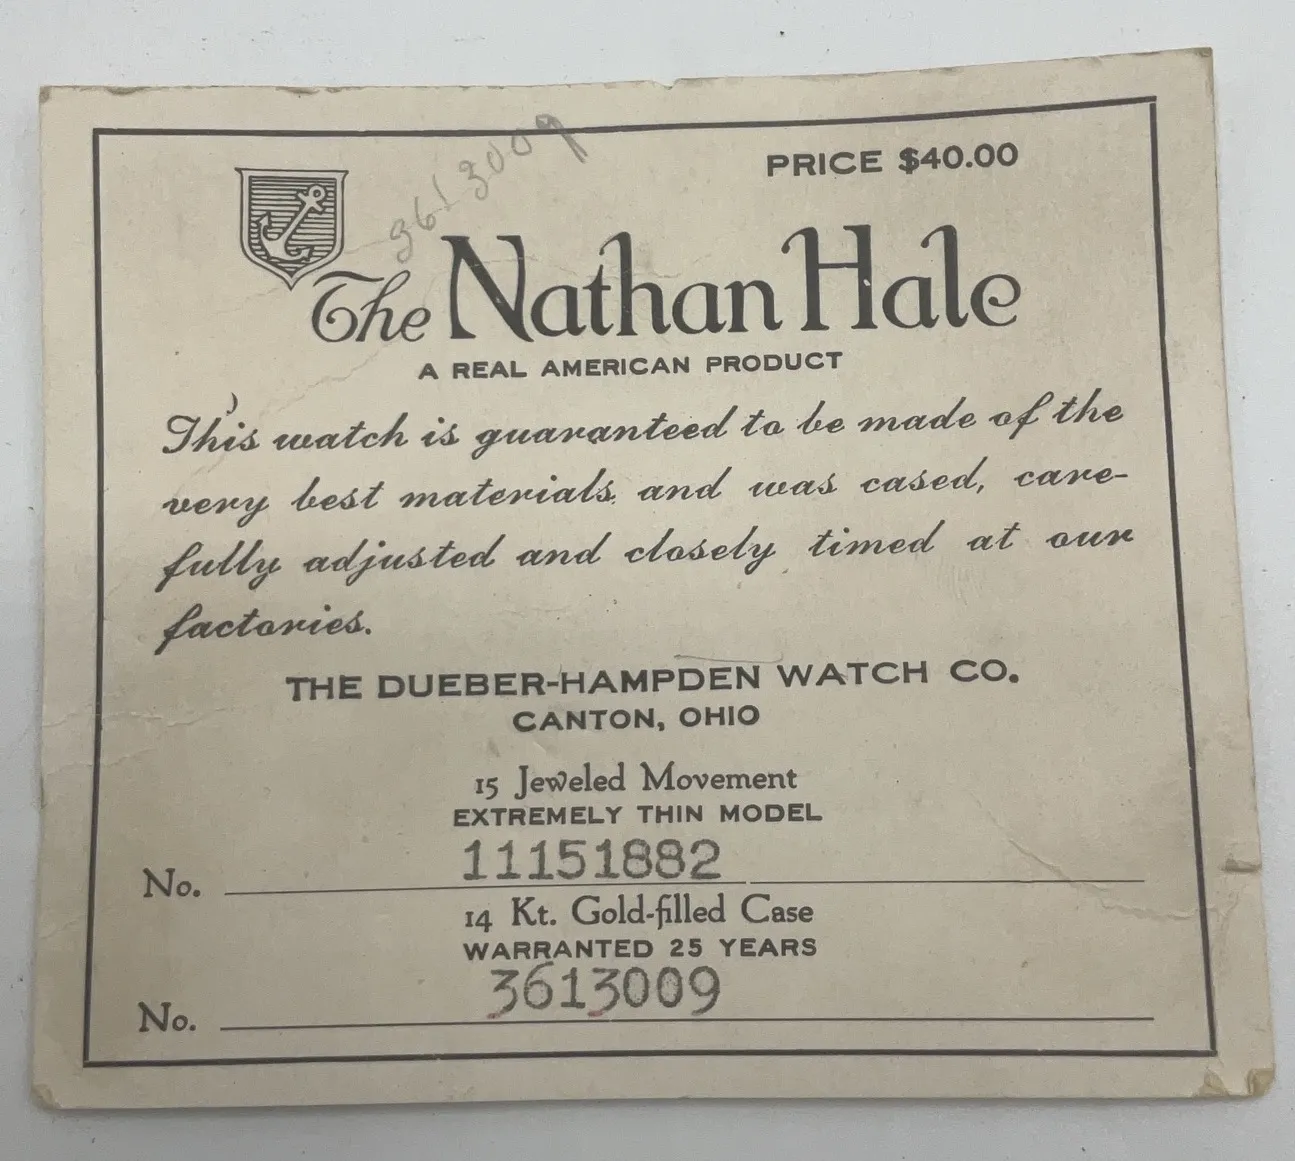 3613009
PRICE $40.00
The Nathan Hale
A REAL AMERICAN PRODUCT
This watch is guaranteed to be made of the
very best materials and was cased, care-
fully adjusted and closely timed at our
factories.
THE DUEBER-HAMPDEN WATCH CO.
CANTON, OHIO
15 Jeweled Movement
EXTREMELY THIN MODEL
No. 11151882
14 Kt. Gold-filled Case
WARRANTED 25 YEARS
No. 3613009